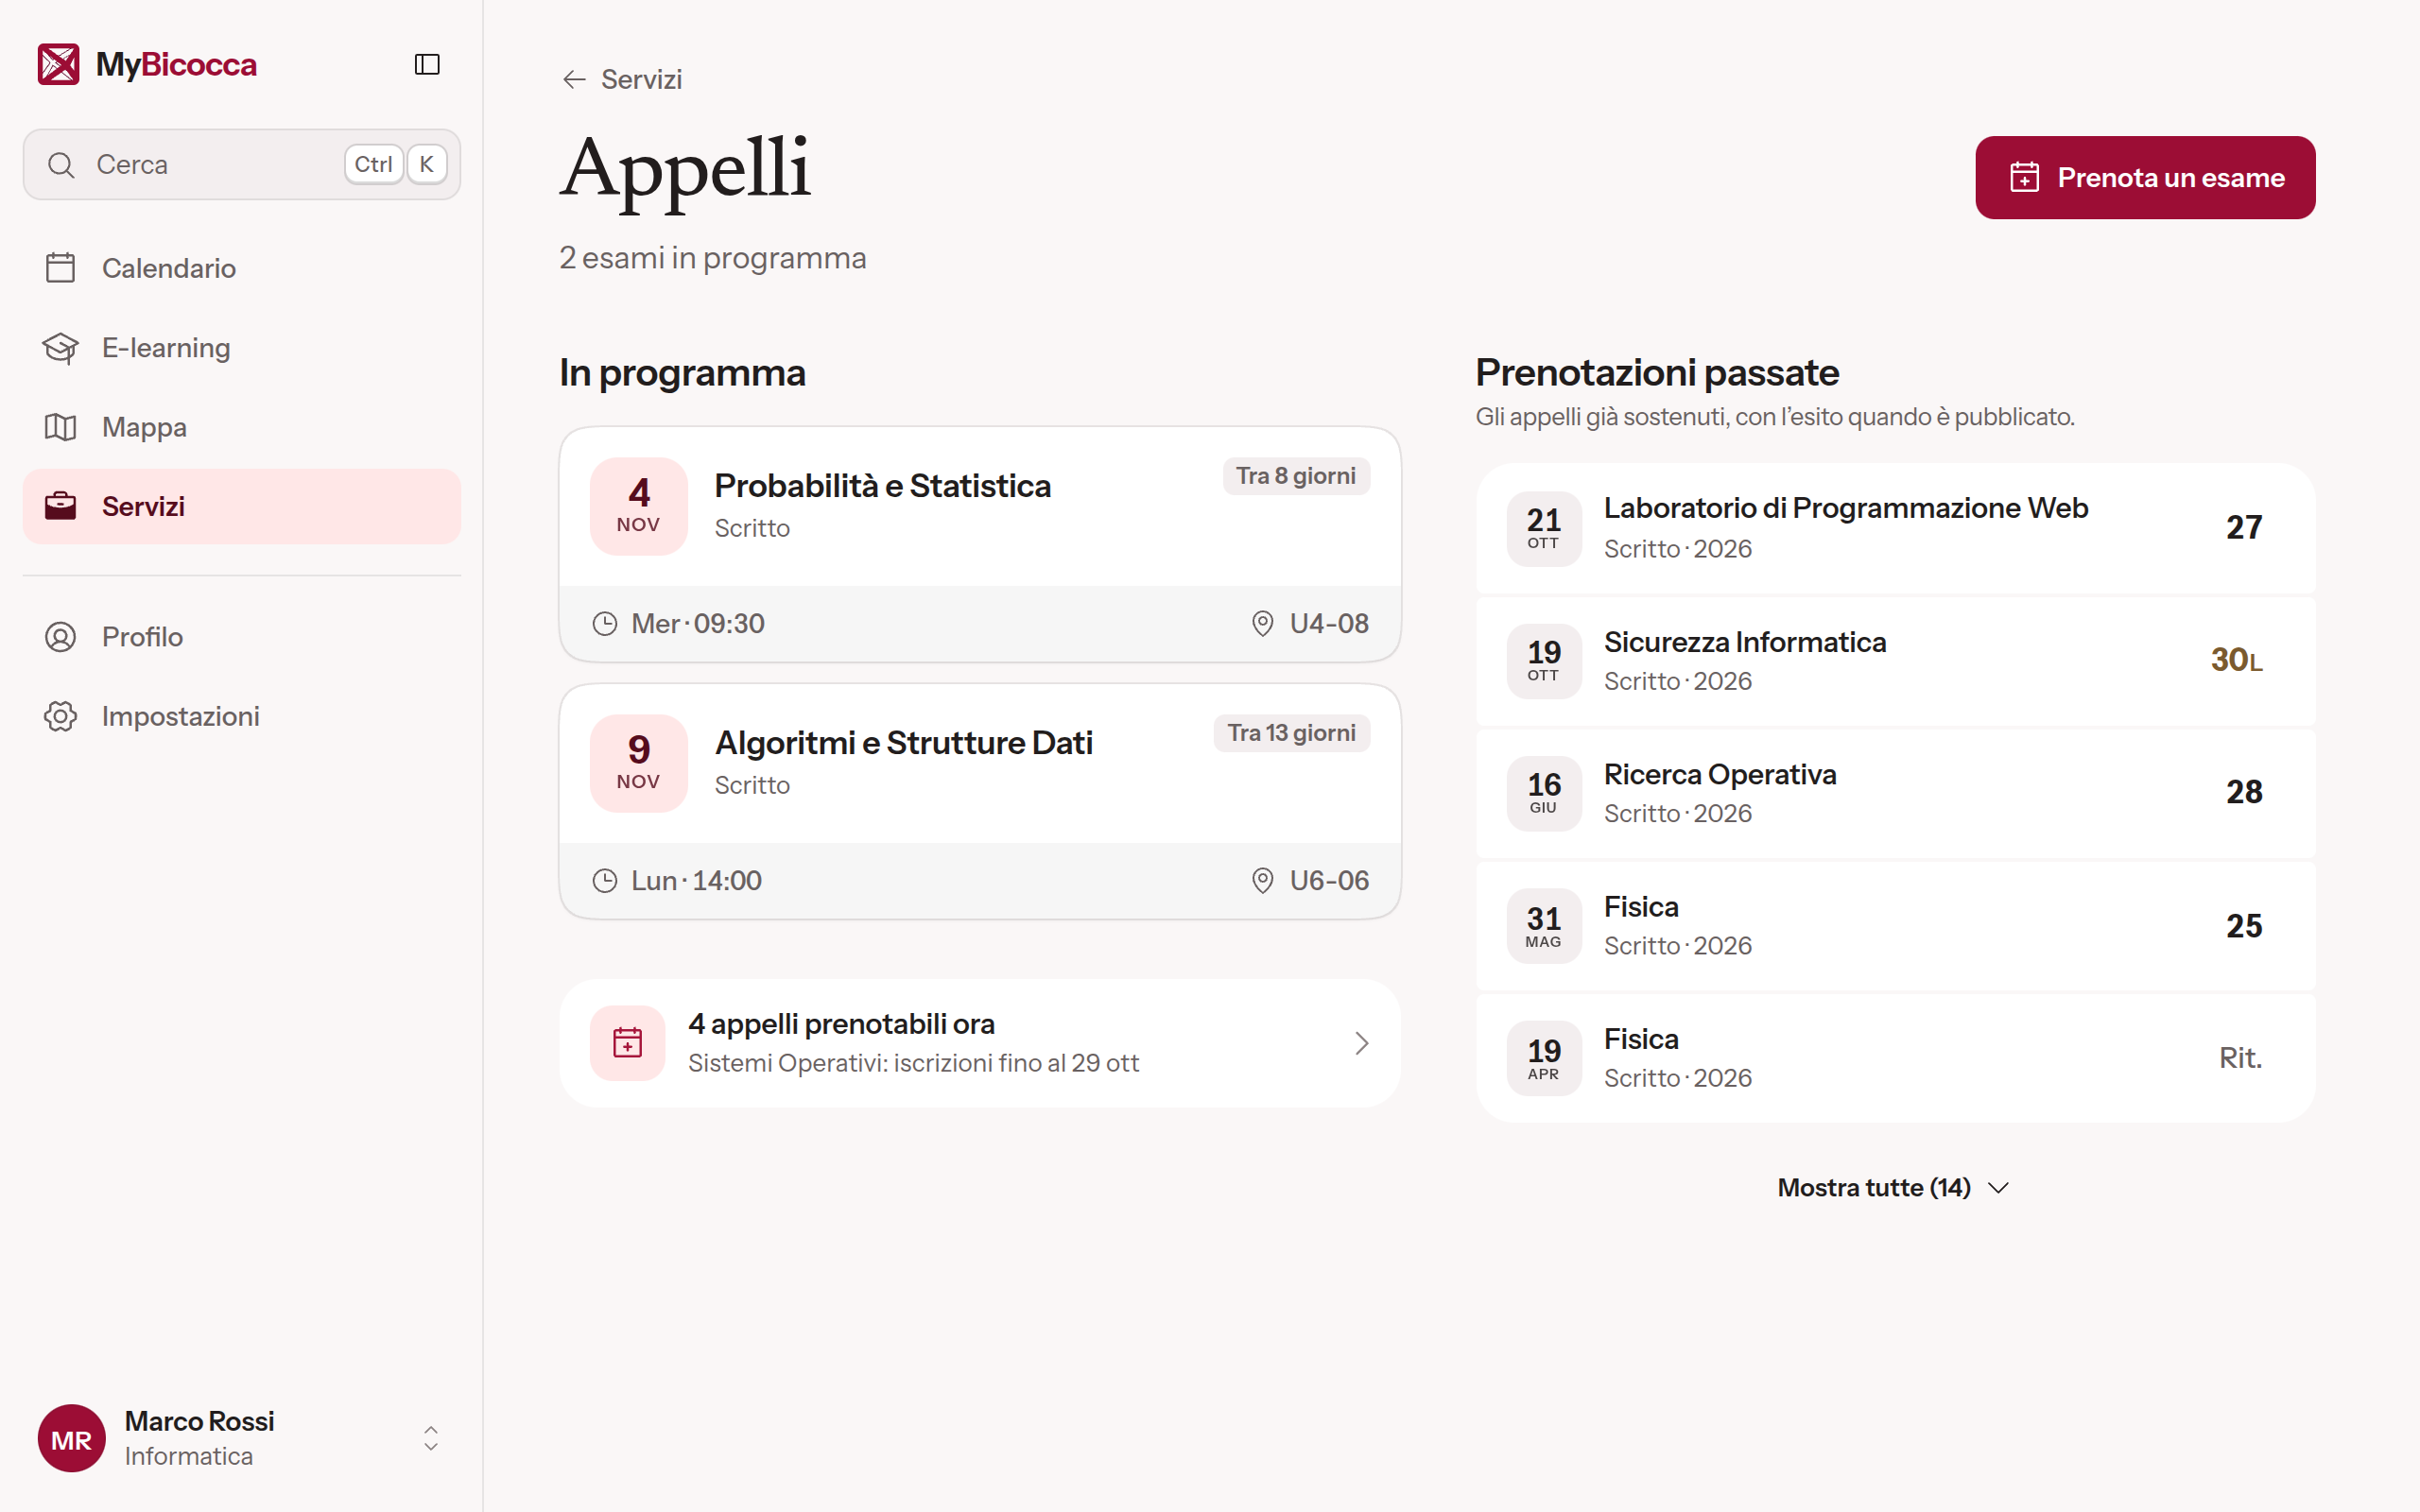 MyBicocca
Cerca
Ctrl K
Calendario
E-learning
Mappa
Servizi
Profilo
Impostazioni
MR
Marco Rossi
Informatica
Servizi
Appelli
2 esami in programma
Prenota un esame
In programma
4
NOV
Probabilità e Statistica
Scritto
Tra 8 giorni
Mer · 09:30
U4-08
9
NOV
Algoritmi e Strutture Dati
Scritto
Tra 13 giorni
Lun · 14:00
U6-06
4 appelli prenotabili ora
Sistemi Operativi: iscrizioni fino al 29 ott
Prenotazioni passate
Gli appelli già sostenuti, con l’esito quando è pubblicato.
21
OTT
Laboratorio di Programmazione Web
Scritto · 2026
27
19
OTT
Sicurezza Informatica
Scritto · 2026
30L
16
GIU
Ricerca Operativa
Scritto · 2026
28
31
MAG
Fisica
Scritto · 2026
25
19
APR
Fisica
Scritto · 2026
Rit.
Mostra tutte (14)